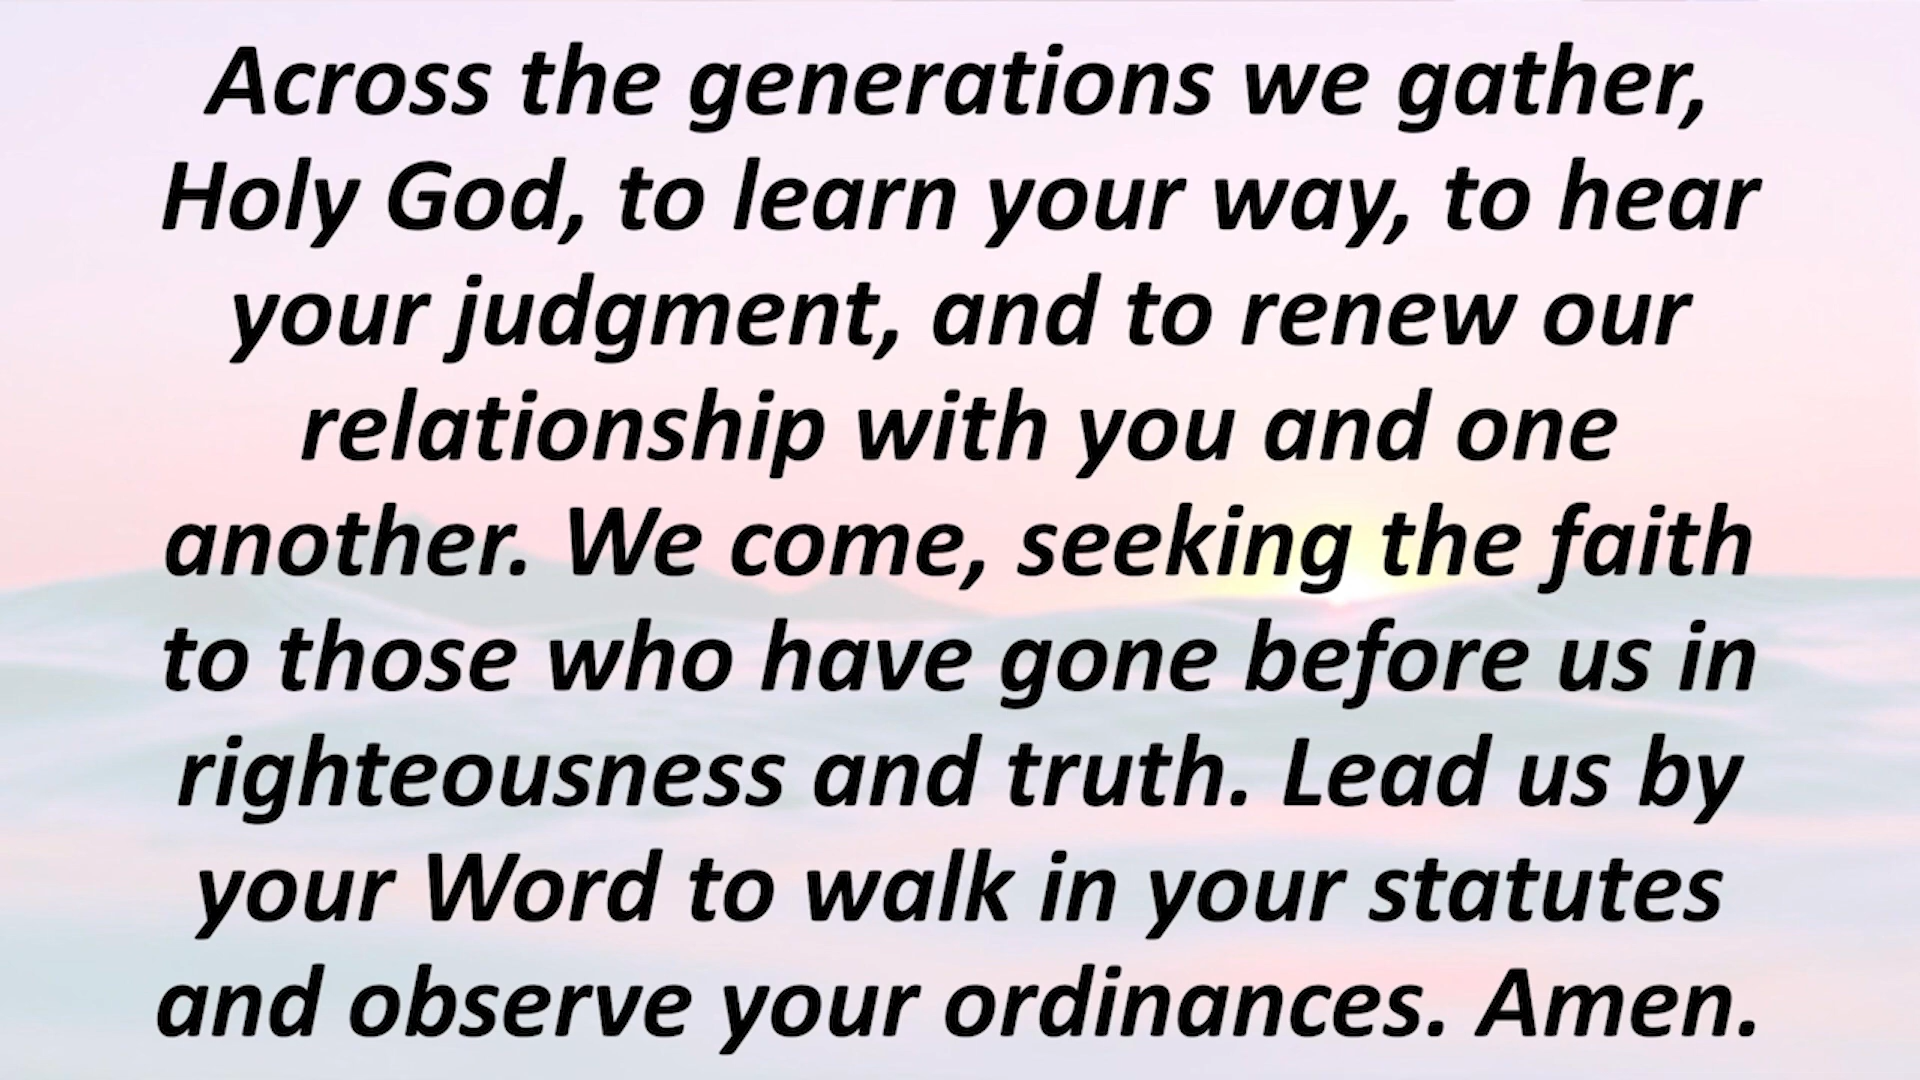 Across the generations we gather,
Holy God, to learn your way, to hear
your judgment, and to renew our
relationship with you and one
another. We come, seeking the faith
to those who have gone before us in
righteousness and truth. Lead us by
your Word to walk in your statutes
and observe your ordinances. Amen.